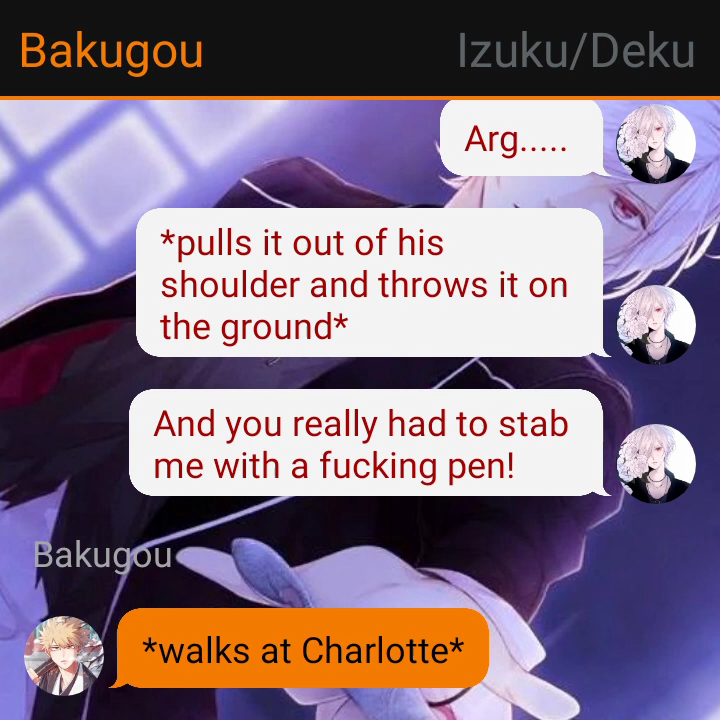 Bakugou Izuku/Deku
Arg.....
*pulls it out of his
shoulder and throws it on
the ground*
And you really had to stab
me with a fucking pen!
Bakugou
*walks at Charlotte*